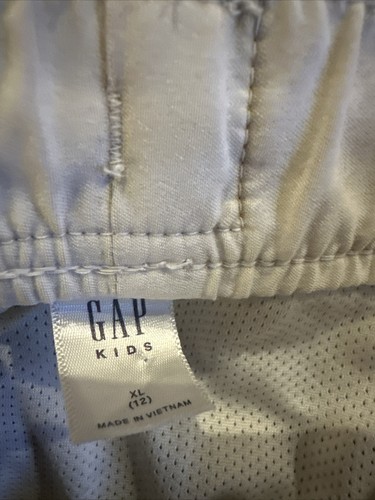 GAP
KIDS
XL
(12)
MADE IN VIETNAM